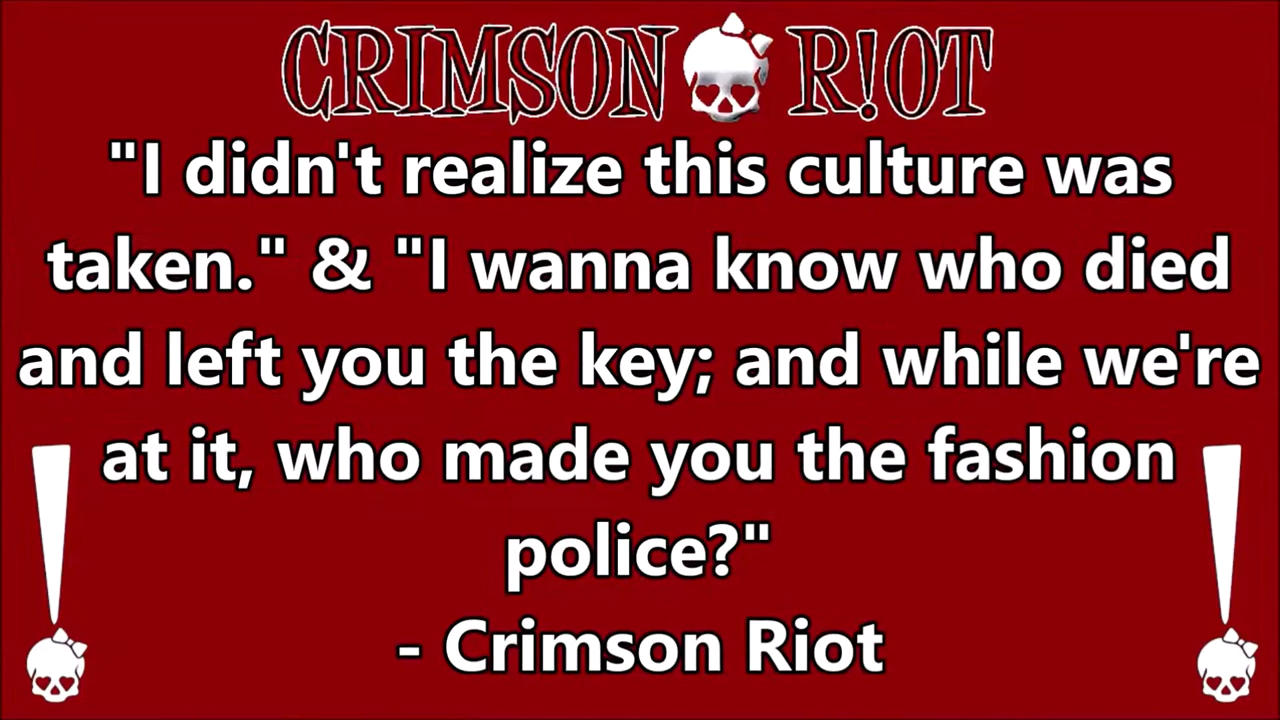 CRIMSON R!OT
"I didn't realize this culture was
taken." & "I wanna know who died
and left you the key; and while we're
at it, who made you the fashion
police?"
- Crimson Riot